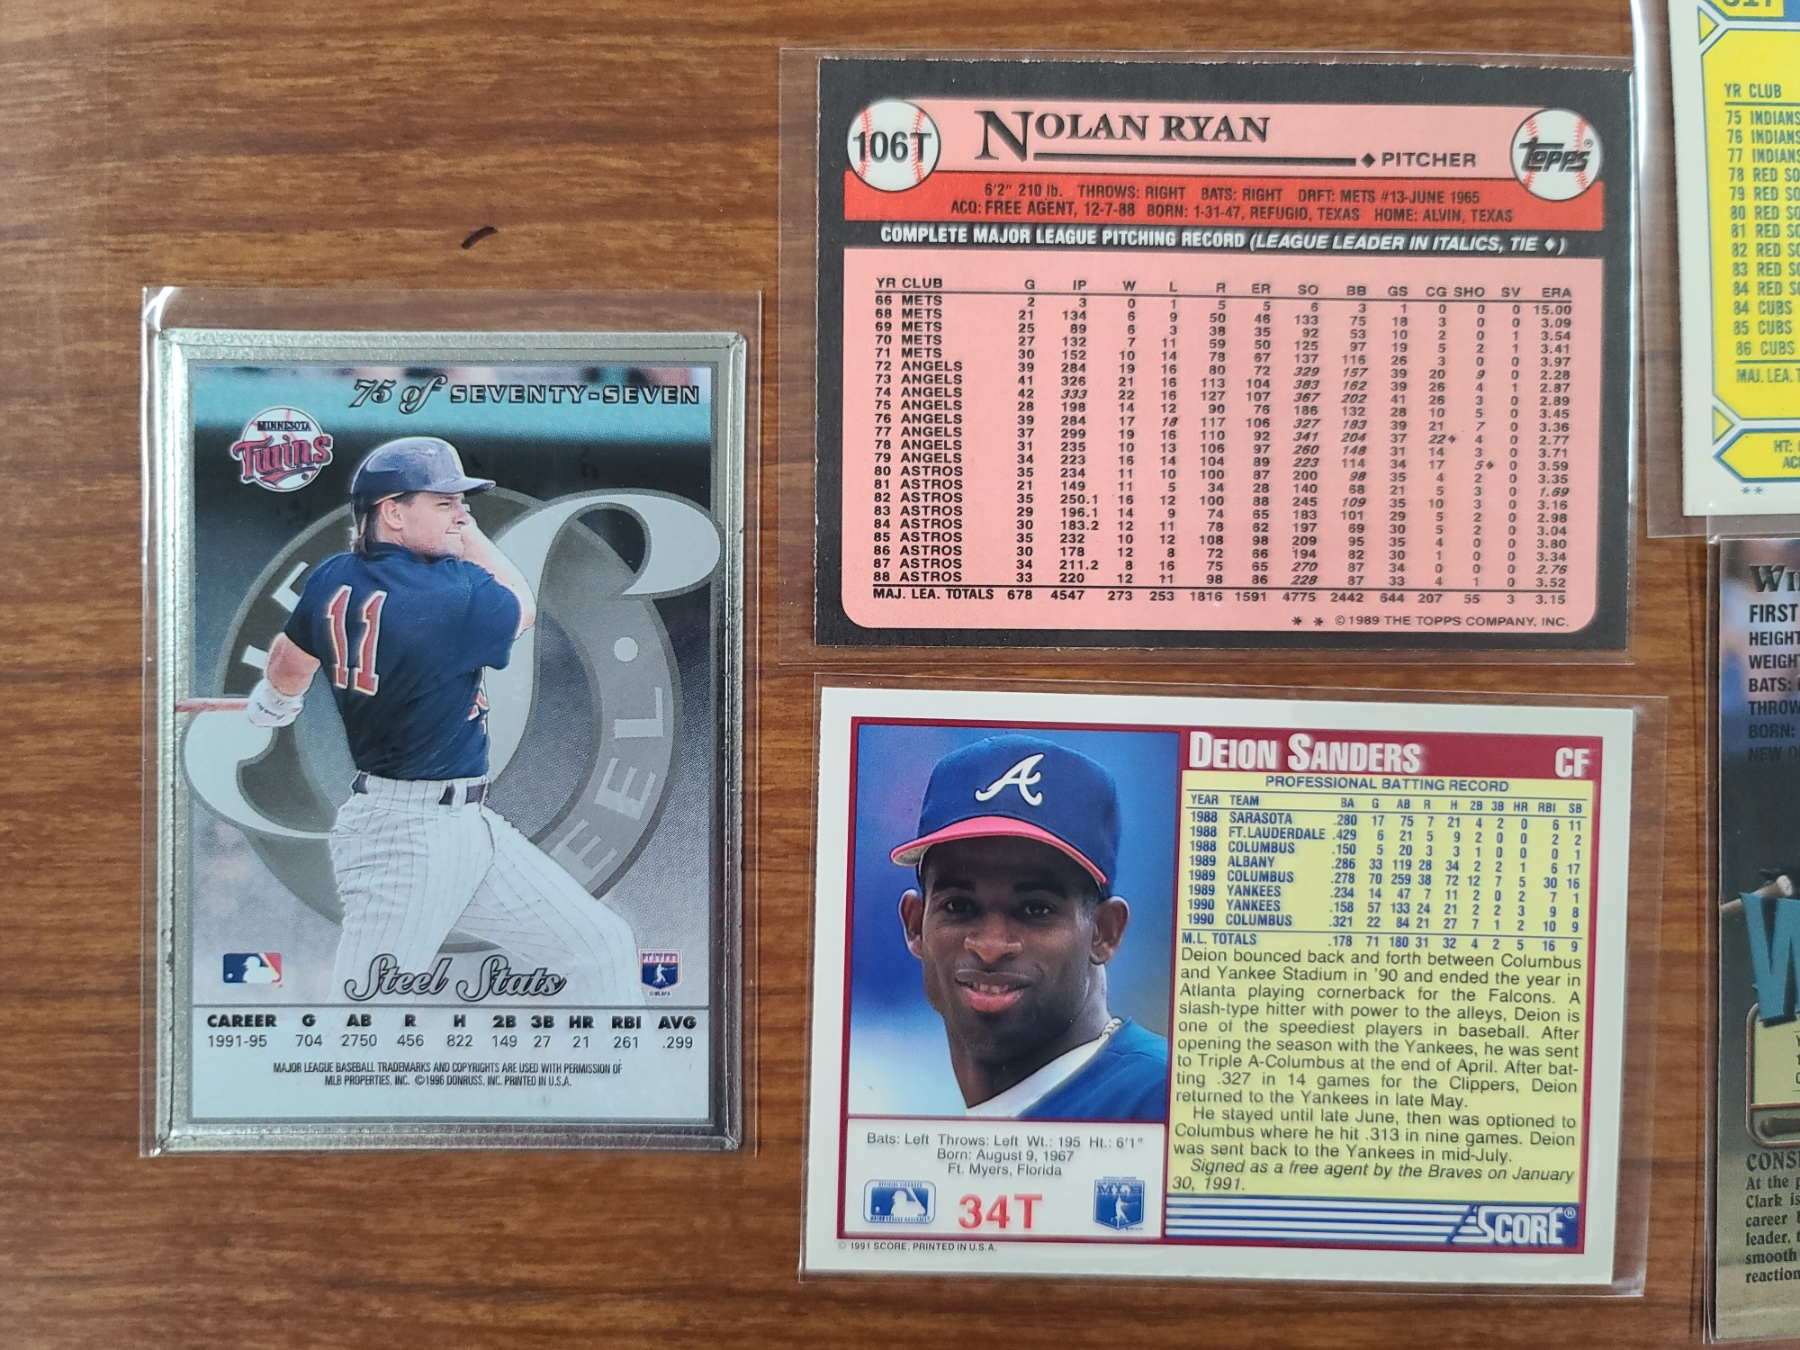 75 of SEVENTY-SEVEN
MINNESOTA
Twins
11
EEL
Steel Stats
CAREER G AB R H 2B 3B HR RBI AVG
1991-95 704 2750 456 822 149 27 21 261 .299
MAJOR LEAGUE BASEBALL TRADEMARKS AND COPYRIGHTS ARE USED WITH PERMISSION OF
MLB PROPERTIES, INC. ©1996 DONRUSS, INC. PRINTED IN U.S.A.
106T NOLAN RYAN
PITCHER
TOPPS®
6'2" 210 lb. THROWS: RIGHT BATS: RIGHT DRFT: METS #13-JUNE 1965
ACQ: FREE AGENT, 12-7-88 BORN: 1-31-47, REFUGIO, TEXAS HOME: ALVIN, TEXAS
COMPLETE MAJOR LEAGUE PITCHING RECORD (LEAGUE LEADER IN ITALICS, TIE ♦)
YR CLUB G IP W L R ER SO BB GS CG SHO SV ERA
66 METS 2 3 0 1 5 5 6 3 1 0 0 0 15.00
68 METS 21 134 6 9 50 46 133 75 18 3 0 0 3.09
69 METS 25 89 6 3 38 35 92 53 10 2 0 1 3.54
70 METS 27 132 7 11 59 50 125 97 19 5 2 1 3.41
71 METS 30 152 10 14 78 67 137 116 26 3 0 0 3.97
72 ANGELS 39 284 19 16 80 72 329 157 39 20 9 0 2.28
73 ANGELS 41 326 21 16 113 104 383 162 39 26 4 1 2.87
74 ANGELS 42 333 22 16 127 107 367 202 41 26 3 0 2.89
75 ANGELS 28 198 14 12 90 76 186 132 28 10 5 0 3.45
76 ANGELS 39 284 17 18 117 106 327 183 39 21 7 0 3.36
77 ANGELS 37 299 19 16 110 92 341 204 37 22♦ 4 0 2.77
78 ANGELS 31 235 10 13 106 97 260 148 31 14 3 0 3.71
79 ANGELS 34 223 16 14 104 89 223 114 34 17 5♦ 0 3.59
80 ASTROS 35 234 11 10 100 87 200 98 35 4 2 0 3.35
81 ASTROS 21 149 11 5 34 28 140 68 21 5 3 0 1.69
82 ASTROS 35 250.1 16 12 100 88 245 109 35 10 3 0 3.16
83 ASTROS 29 196.1 14 9 74 65 183 101 29 5 2 0 2.98
84 ASTROS 30 183.2 12 11 78 62 197 69 30 5 2 0 3.04
85 ASTROS 35 232 10 12 108 98 209 95 35 4 0 0 3.80
86 ASTROS 30 178 12 8 72 66 194 82 30 1 0 0 3.34
87 ASTROS 34 211.2 8 16 75 65 270 87 34 0 0 0 2.76
88 ASTROS 33 220 12 11 98 86 228 87 33 4 1 0 3.52
MAJ. LEA. TOTALS 678 4547 273 253 1816 1591 4775 2442 644 207 55 3 3.15
* * ©1989 THE TOPPS COMPANY, INC.
A
DEION SANDERS CF
PROFESSIONAL BATTING RECORD
YEAR TEAM BA G AB R H 2B 3B HR RBI SB
1988 SARASOTA .280 17 75 7 21 4 2 0 6 11
1988 FT.LAUDERDALE .429 6 21 5 9 2 0 0 2 2
1988 COLUMBUS .150 5 20 3 3 1 0 0 0 1
1989 ALBANY .286 33 119 28 34 2 2 1 6 17
1989 COLUMBUS .278 70 259 38 72 12 7 5 30 16
1989 YANKEES .234 14 47 7 11 2 0 2 7 1
1990 YANKEES .158 57 133 24 21 2 2 3 9 8
1990 COLUMBUS .321 22 84 21 27 7 1 2 10 9
M.L. TOTALS .178 71 180 31 32 4 2 5 16 9
Deion bounced back and forth between Columbus
and Yankee Stadium in '90 and ended the year in
Atlanta playing cornerback for the Falcons. A
slash-type hitter with power to the alleys, Deion is
one of the speediest players in baseball. After
opening the season with the Yankees, he was sent
to Triple A-Columbus at the end of April. After bat-
ting .327 in 14 games for the Clippers, Deion
returned to the Yankees in late May.
He stayed until late June, then was optioned to
Columbus where he hit .313 in nine games. Deion
was sent back to the Yankees in mid-July.
Signed as a free agent by the Braves on January
30, 1991.
SCORE®
Bats: Left Throws: Left Wt.: 195 Ht.: 6'1"
Born: August 9, 1967
Ft. Myers, Florida
34T
© 1991 SCORE, PRINTED IN U.S.A.
YR CLUB
75 INDIANS
76 INDIANS
77 INDIANS
78 RED SO
79 RED SO
80 RED SO
81 RED SO
82 RED SO
83 RED SO
84 RED SO
84 CUBS
85 CUBS
86 CUBS
MAJ. LEA. T
HT:
AC
**
WI
FIRST
HEIGHT
WEIGHT
BATS:
THROW
BORN:
NEW O
CONS
At the p
Clark is
career
leader,
smooth
reaction